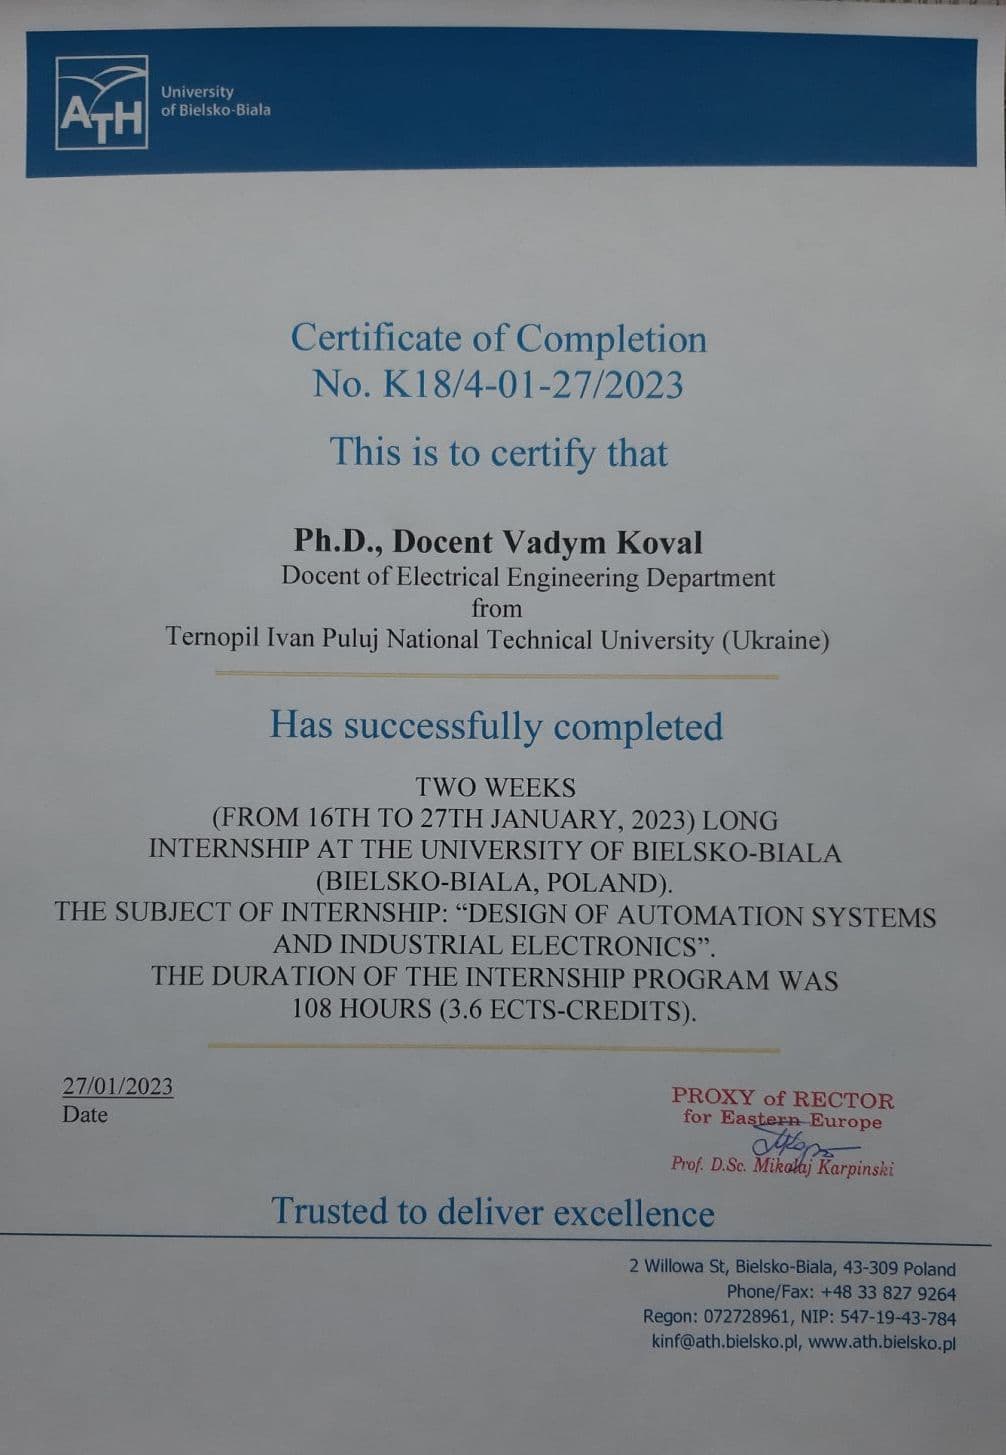 ATH
University
of Bielsko-Biala
Certificate of Completion
No. K18/4-01-27/2023
This is to certify that
Ph.D., Docent Vadym Koval
Docent of Electrical Engineering Department
from
Ternopil Ivan Puluj National Technical University (Ukraine)
Has successfully completed
TWO WEEKS
(FROM 16TH TO 27TH JANUARY, 2023) LONG
INTERNSHIP AT THE UNIVERSITY OF BIELSKO-BIALA
(BIELSKO-BIALA, POLAND).
THE SUBJECT OF INTERNSHIP: “DESIGN OF AUTOMATION SYSTEMS
AND INDUSTRIAL ELECTRONICS”.
THE DURATION OF THE INTERNSHIP PROGRAM WAS
108 HOURS (3.6 ECTS-CREDITS).
27/01/2023
Date
PROXY of RECTOR
for Eastern Europe
Prof. D.Sc. Mikołaj Karpinski
Trusted to deliver excellence
2 Willowa St, Bielsko-Biala, 43-309 Poland
Phone/Fax: +48 33 827 9264
Regon: 072728961, NIP: 547-19-43-784
kinf@ath.bielsko.pl, www.ath.bielsko.pl